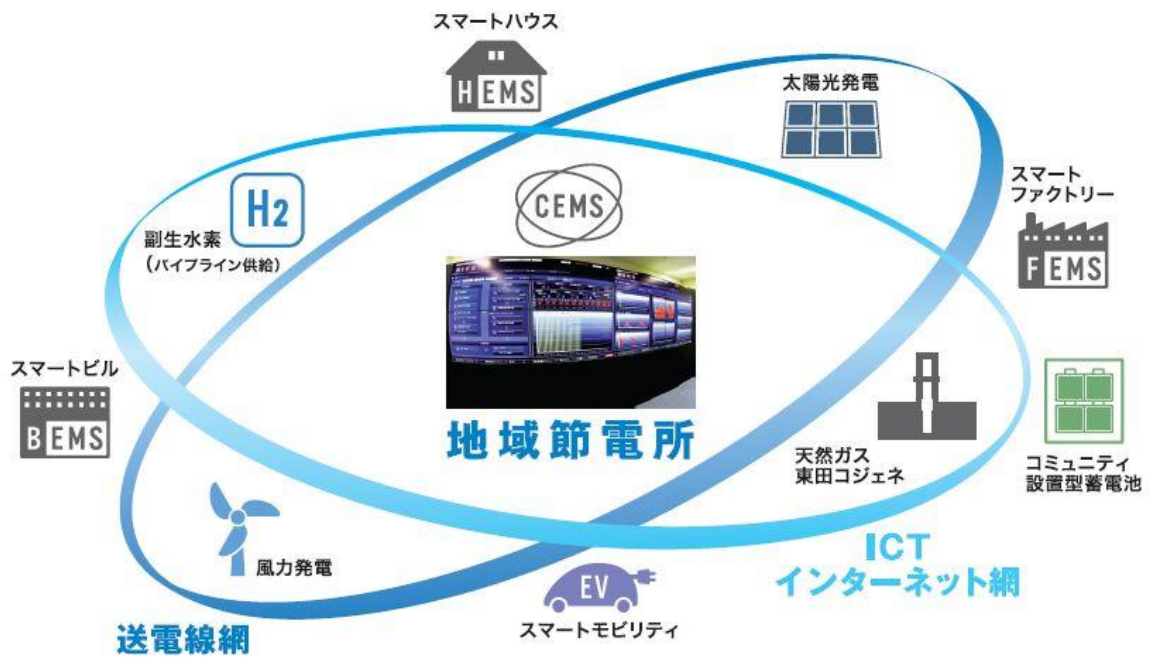 スマートハウス
HEMS
太陽光発電
CEMS
スマート
ファクトリー
FEMS
H2
副生水素
(パイプライン供給)
スマートビル
BEMS
地域節電所
天然ガス
東田コジェネ
コミュニティ
設置型蓄電池
風力発電
ICT
インターネット網
EV
スマートモビリティ
送電線網